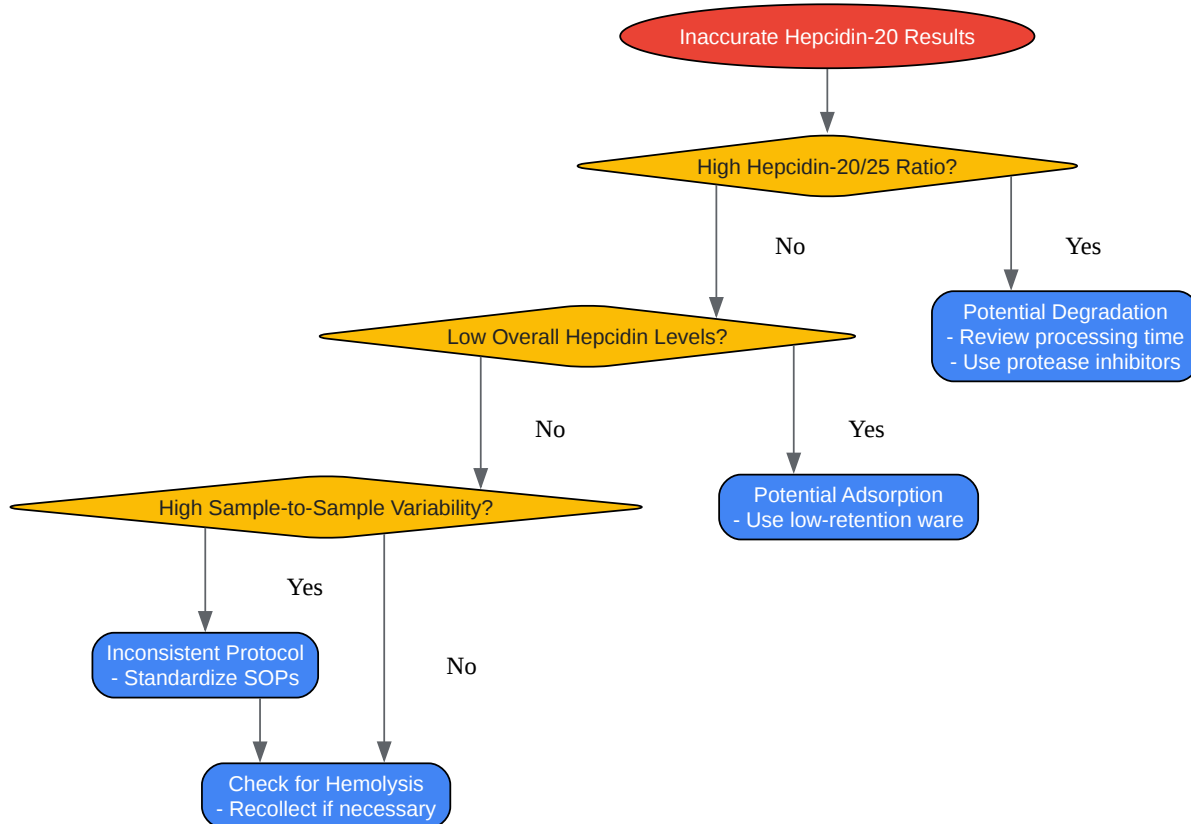 Inaccurate Hepcidin-20 Results
High Hepcidin-20/25 Ratio?
No
Yes
Potential Degradation
- Review processing time
- Use protease inhibitors
Low Overall Hepcidin Levels?
No
Yes
Potential Adsorption
- Use low-retention ware
High Sample-to-Sample Variability?
Yes
No
Inconsistent Protocol
- Standardize SOPs
Check for Hemolysis
- Recollect if necessary